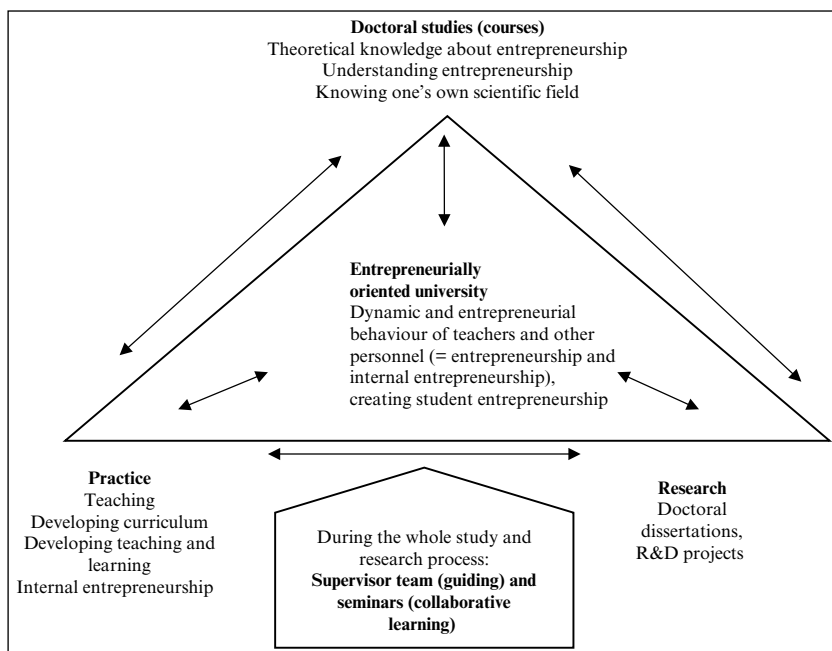 Doctoral studies (courses)
Theoretical knowledge about entrepreneurship
Understanding entrepreneurship
Knowing one's own scientific field
Entrepreneurially
oriented university
Dynamic and entrepreneurial
behaviour of teachers and other
personnel (= entrepreneurship and
internal entrepreneurship),
creating student entrepreneurship
Practice
Teaching
Developing curriculum
Developing teaching and
learning
Internal entrepreneurship
During the whole study and
research process:
Supervisor team (guiding) and
seminars (collaborative
learning)
Research
Doctoral
dissertations,
R&D projects